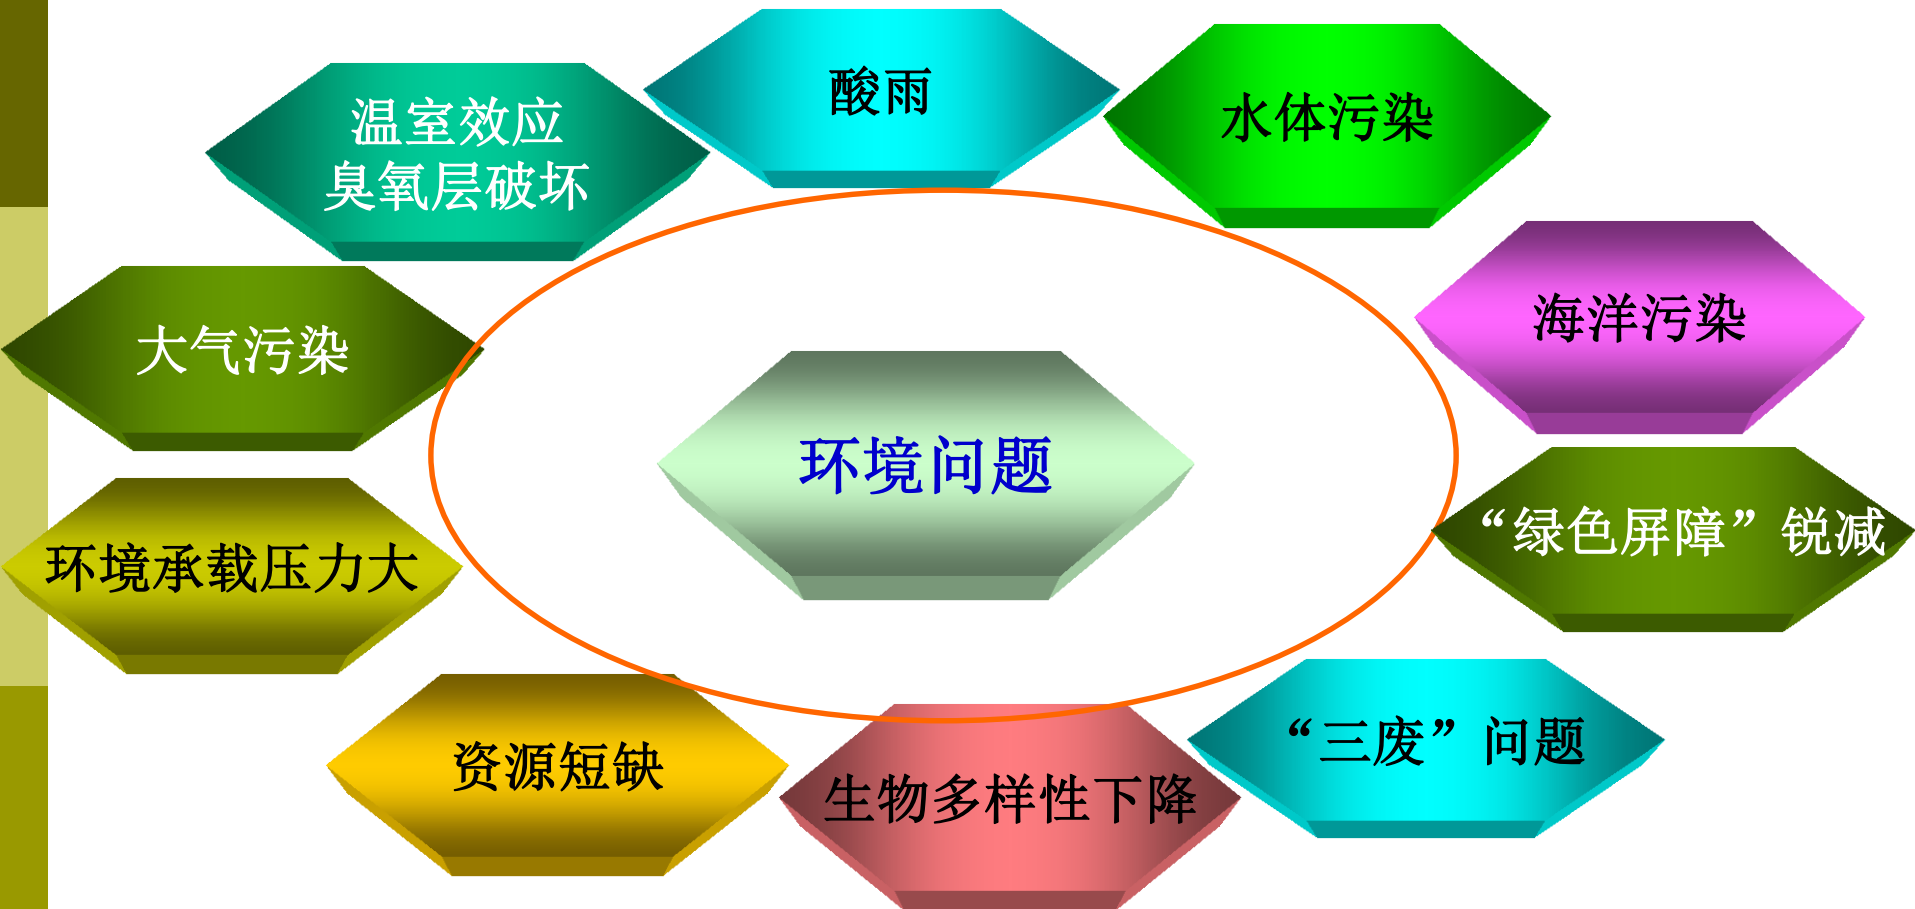 酸雨
水体污染
温室效应
臭氧层破坏
海洋污染
大气污染
环境问题
“绿色屏障”锐减
环境承载压力大
“三废”问题
资源短缺
生物多样性下降